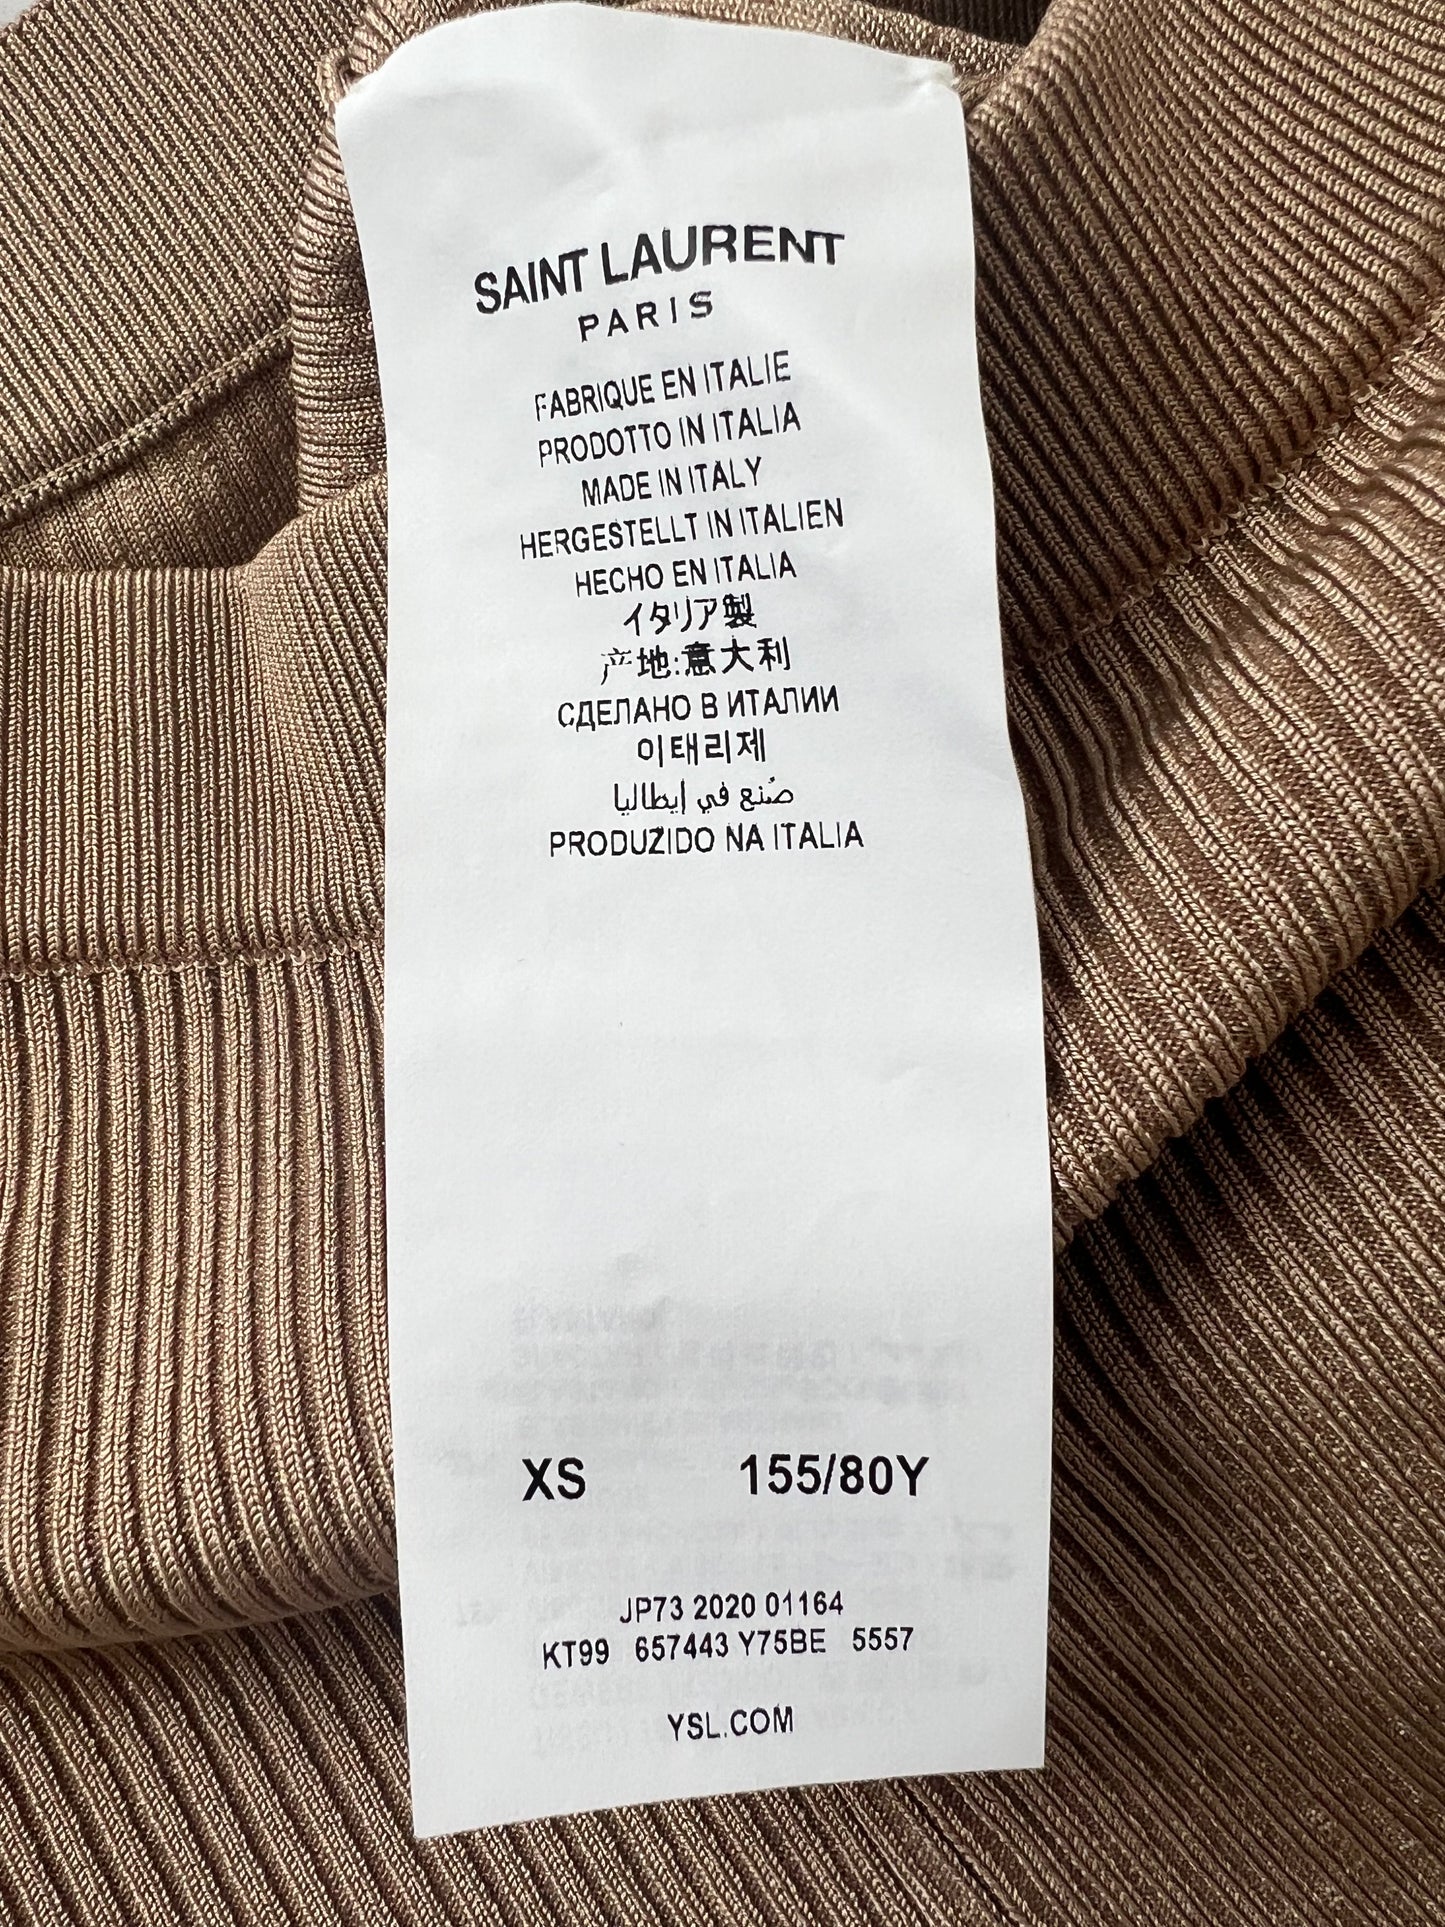 SAINT LAURENT
PARIS
FABRIQUE EN ITALIE
PRODOTTO IN ITALIA
MADE IN ITALY
HERGESTELLT IN ITALIEN
HECHO EN ITALIA
イタリア製
产地:意大利
СДЕЛАНО В ИТАЛИИ
이태리제
صُنع في إيطاليا
PRODUZIDO NA ITALIA
XS 155/80Y
JP73 2020 01164
KT99 657443 Y75BE 5557
YSL.COM